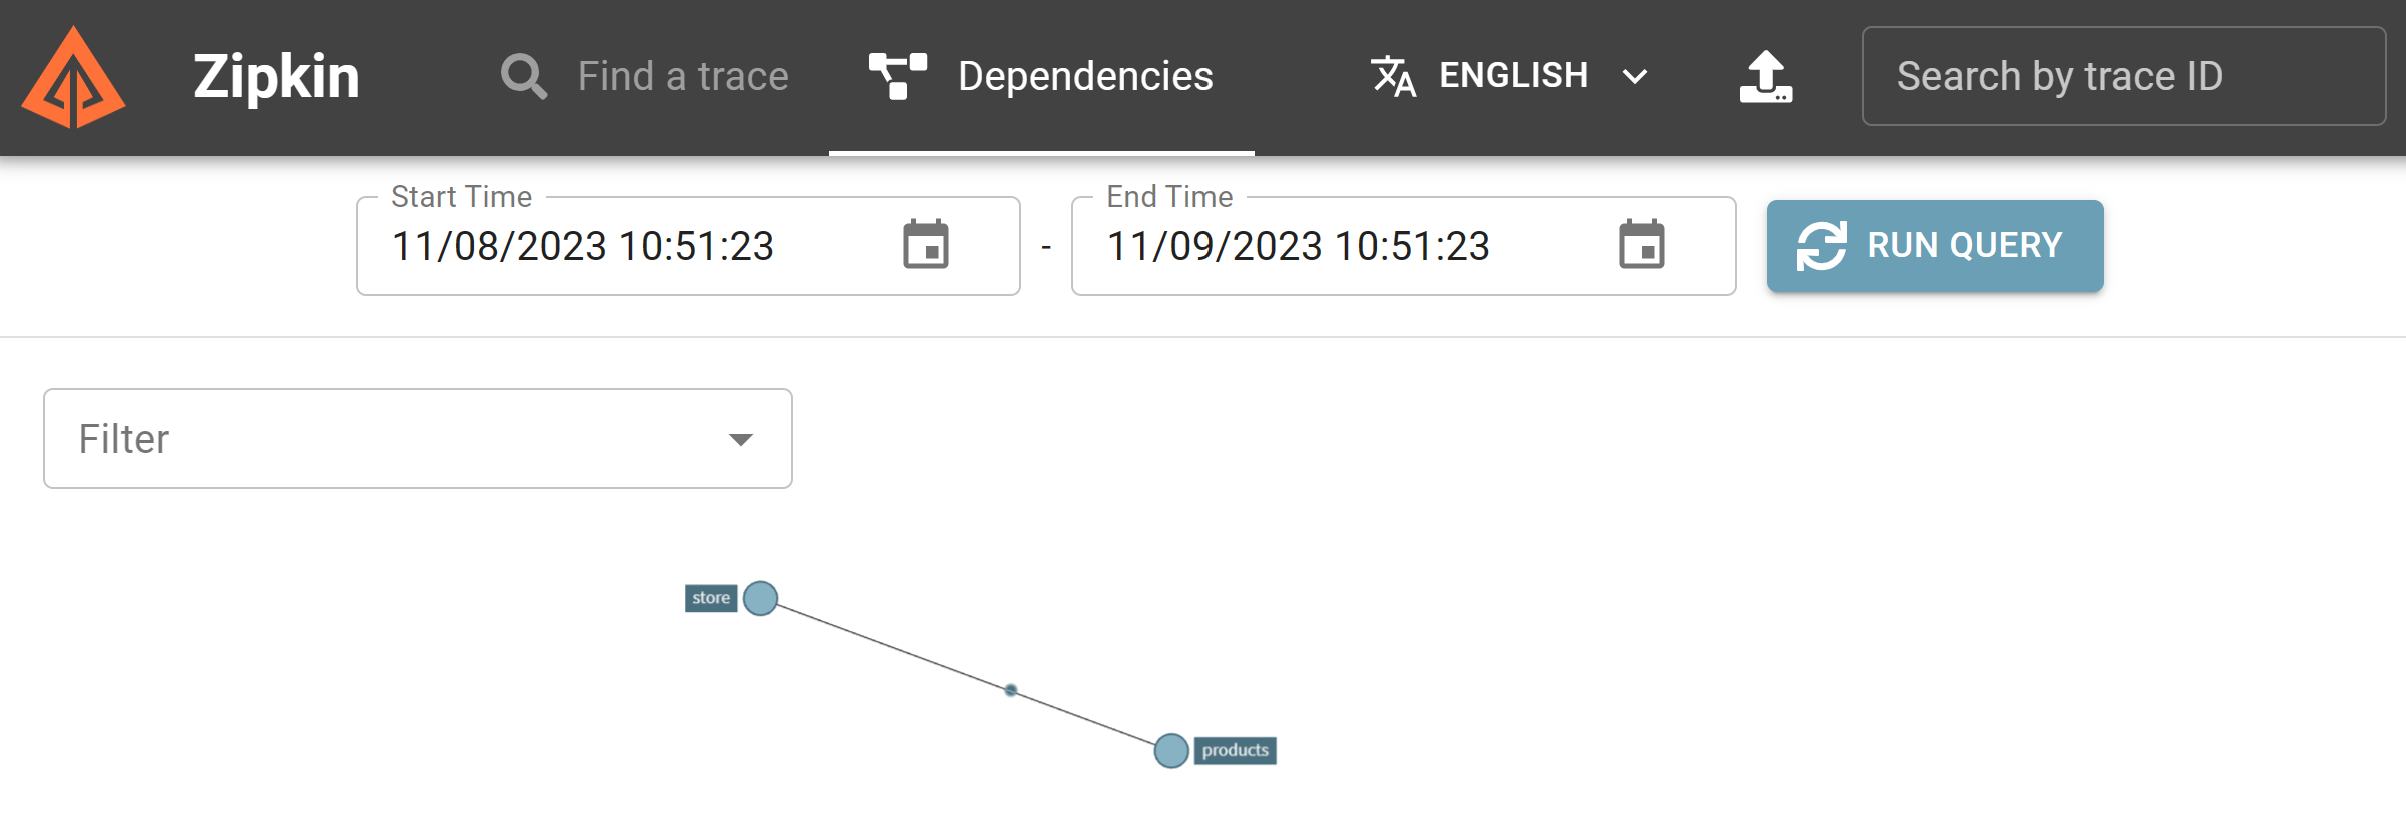 Zipkin
Find a trace
Dependencies
ENGLISH
Search by trace ID
Start Time
11/08/2023 10:51:23
-
End Time
11/09/2023 10:51:23
RUN QUERY
Filter
store
products